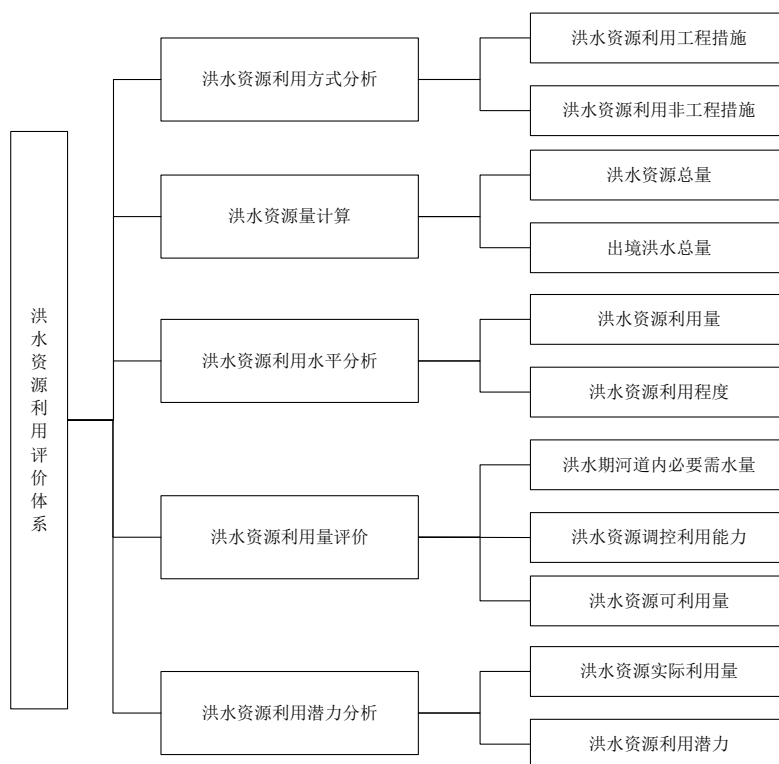 洪水资源利用评价体系
洪水资源利用方式分析
洪水资源利用工程措施
洪水资源利用非工程措施
洪水资源量计算
洪水资源总量
出境洪水总量
洪水资源利用水平分析
洪水资源利用量
洪水资源利用程度
洪水资源利用量评价
洪水期河道内必要需水量
洪水资源调控利用能力
洪水资源可利用量
洪水资源利用潜力分析
洪水资源实际利用量
洪水资源利用潜力